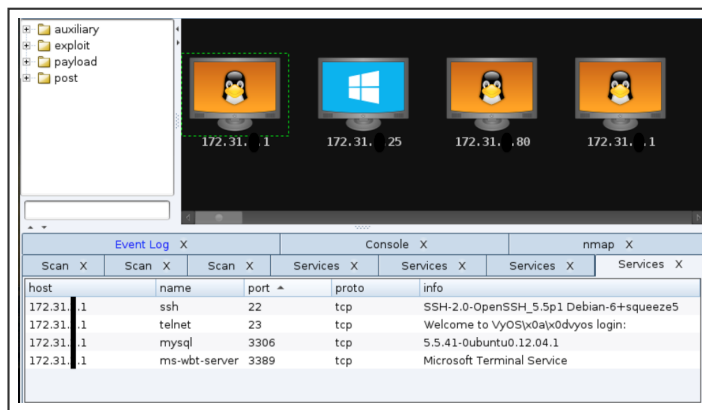 auxiliary
exploit
payload
post
172.31. .1
172.31. 25
172.31. .80
172.31. .1
Event Log X
Console X
nmap X
Scan X
Scan X
Scan X
Services X
Services X
Services X
Services X
host name port proto info
172.31. .1 ssh 22 tcp SSH-2.0-OpenSSH_5.5p1 Debian-6+squeeze5
172.31. .1 telnet 23 tcp Welcome to VyOS\x0a\x0dvyos login:
172.31. .1 mysql 3306 tcp 5.5.41-0ubuntu0.12.04.1
172.31. .1 ms-wbt-server 3389 tcp Microsoft Terminal Service